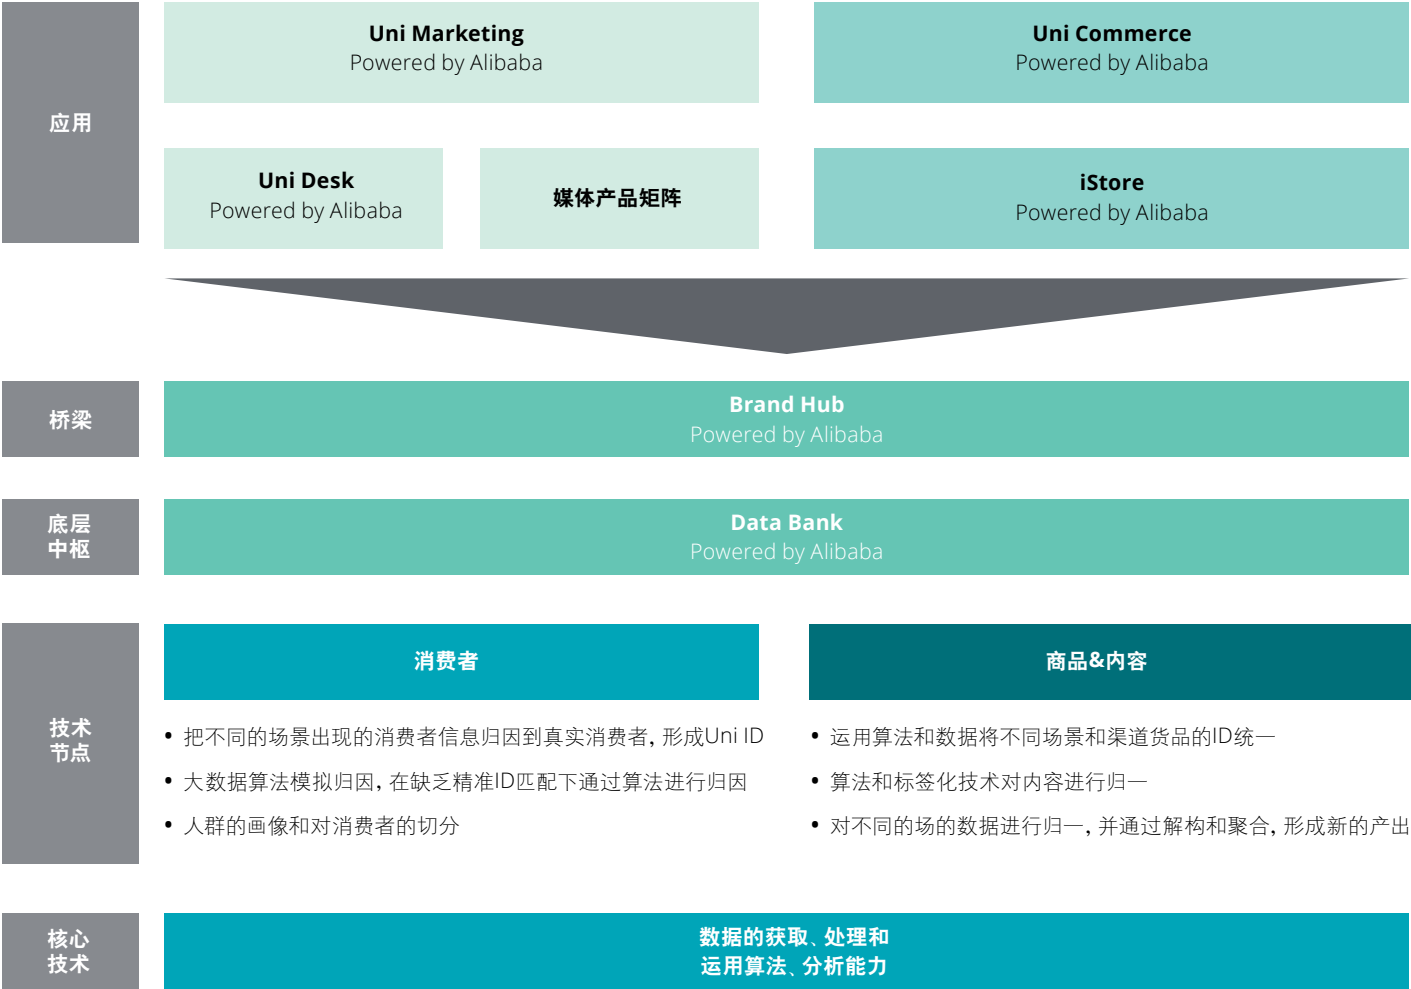 应用
Uni Marketing
Powered by Alibaba
Uni Commerce
Powered by Alibaba
Uni Desk
Powered by Alibaba
媒体产品矩阵
iStore
Powered by Alibaba
桥梁
Brand Hub
Powered by Alibaba
底层
中枢
Data Bank
Powered by Alibaba
技术
节点
消费者
• 把不同的场景出现的消费者信息归因到真实消费者，形成Uni ID
• 大数据算法模拟归因，在缺乏精准ID匹配下通过算法进行归因
• 人群的画像和对消费者的切分
商品&内容
• 运用算法和数据将不同场景和渠道货品的ID统一
• 算法和标签化技术对内容进行归一
• 对不同的场的数据进行归一，并通过解构和聚合，形成新的产出
核心
技术
数据的获取、处理和
运用算法、分析能力